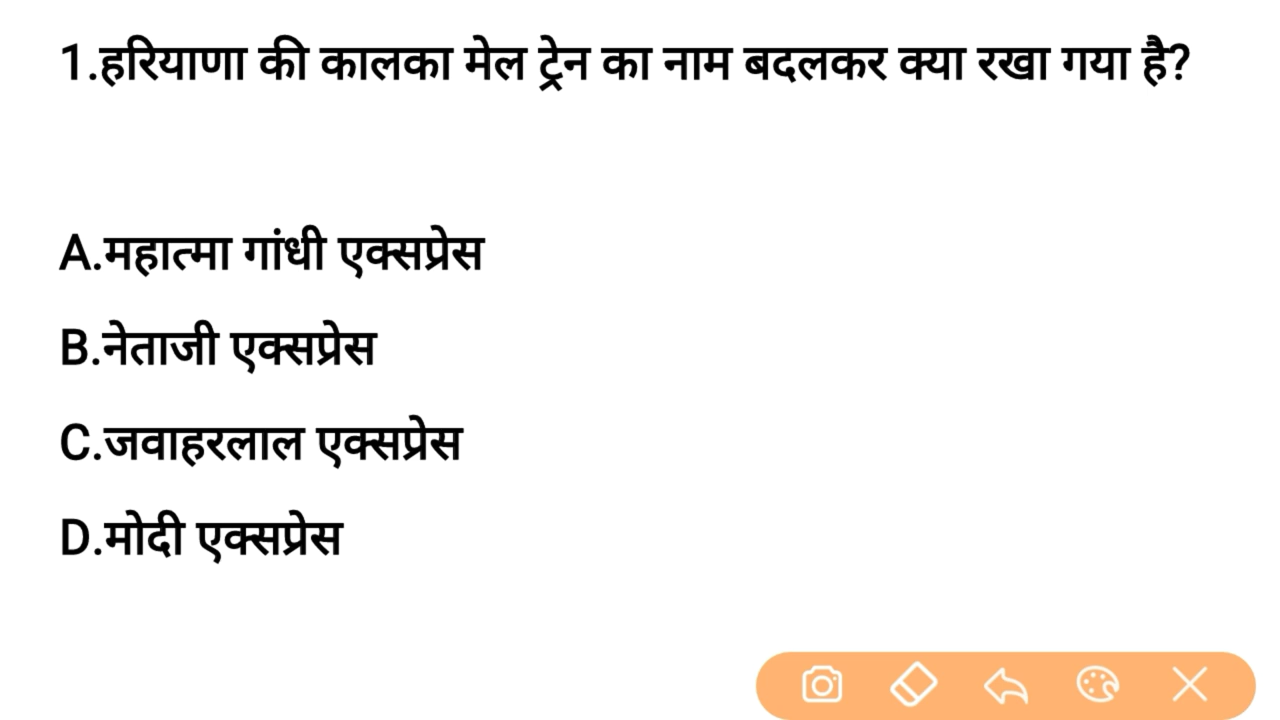 1.हरियाणा की कालका मेल ट्रेन का नाम बदलकर क्या रखा गया है?
A.महात्मा गांधी एक्सप्रेस
B.नेताजी एक्सप्रेस
C.जवाहरलाल एक्सप्रेस
D.मोदी एक्सप्रेस